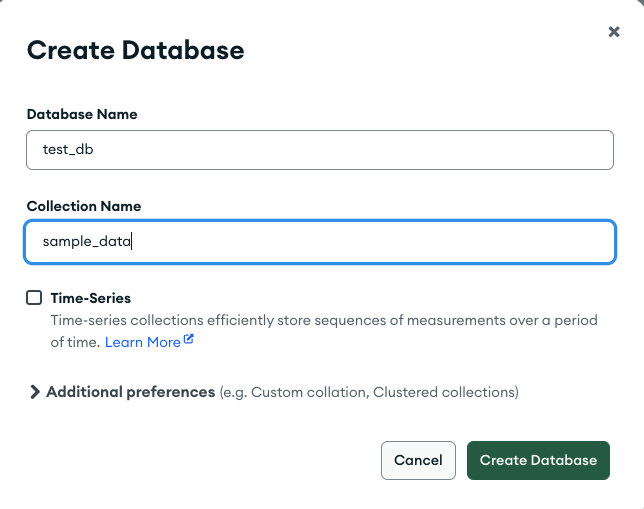 Create Database
Database Name
test_db
Collection Name
sample_data
Time-Series
Time-series collections efficiently store sequences of measurements over a period
of time. Learn More
Additional preferences (e.g. Custom collation, Clustered collections)
Cancel Create Database